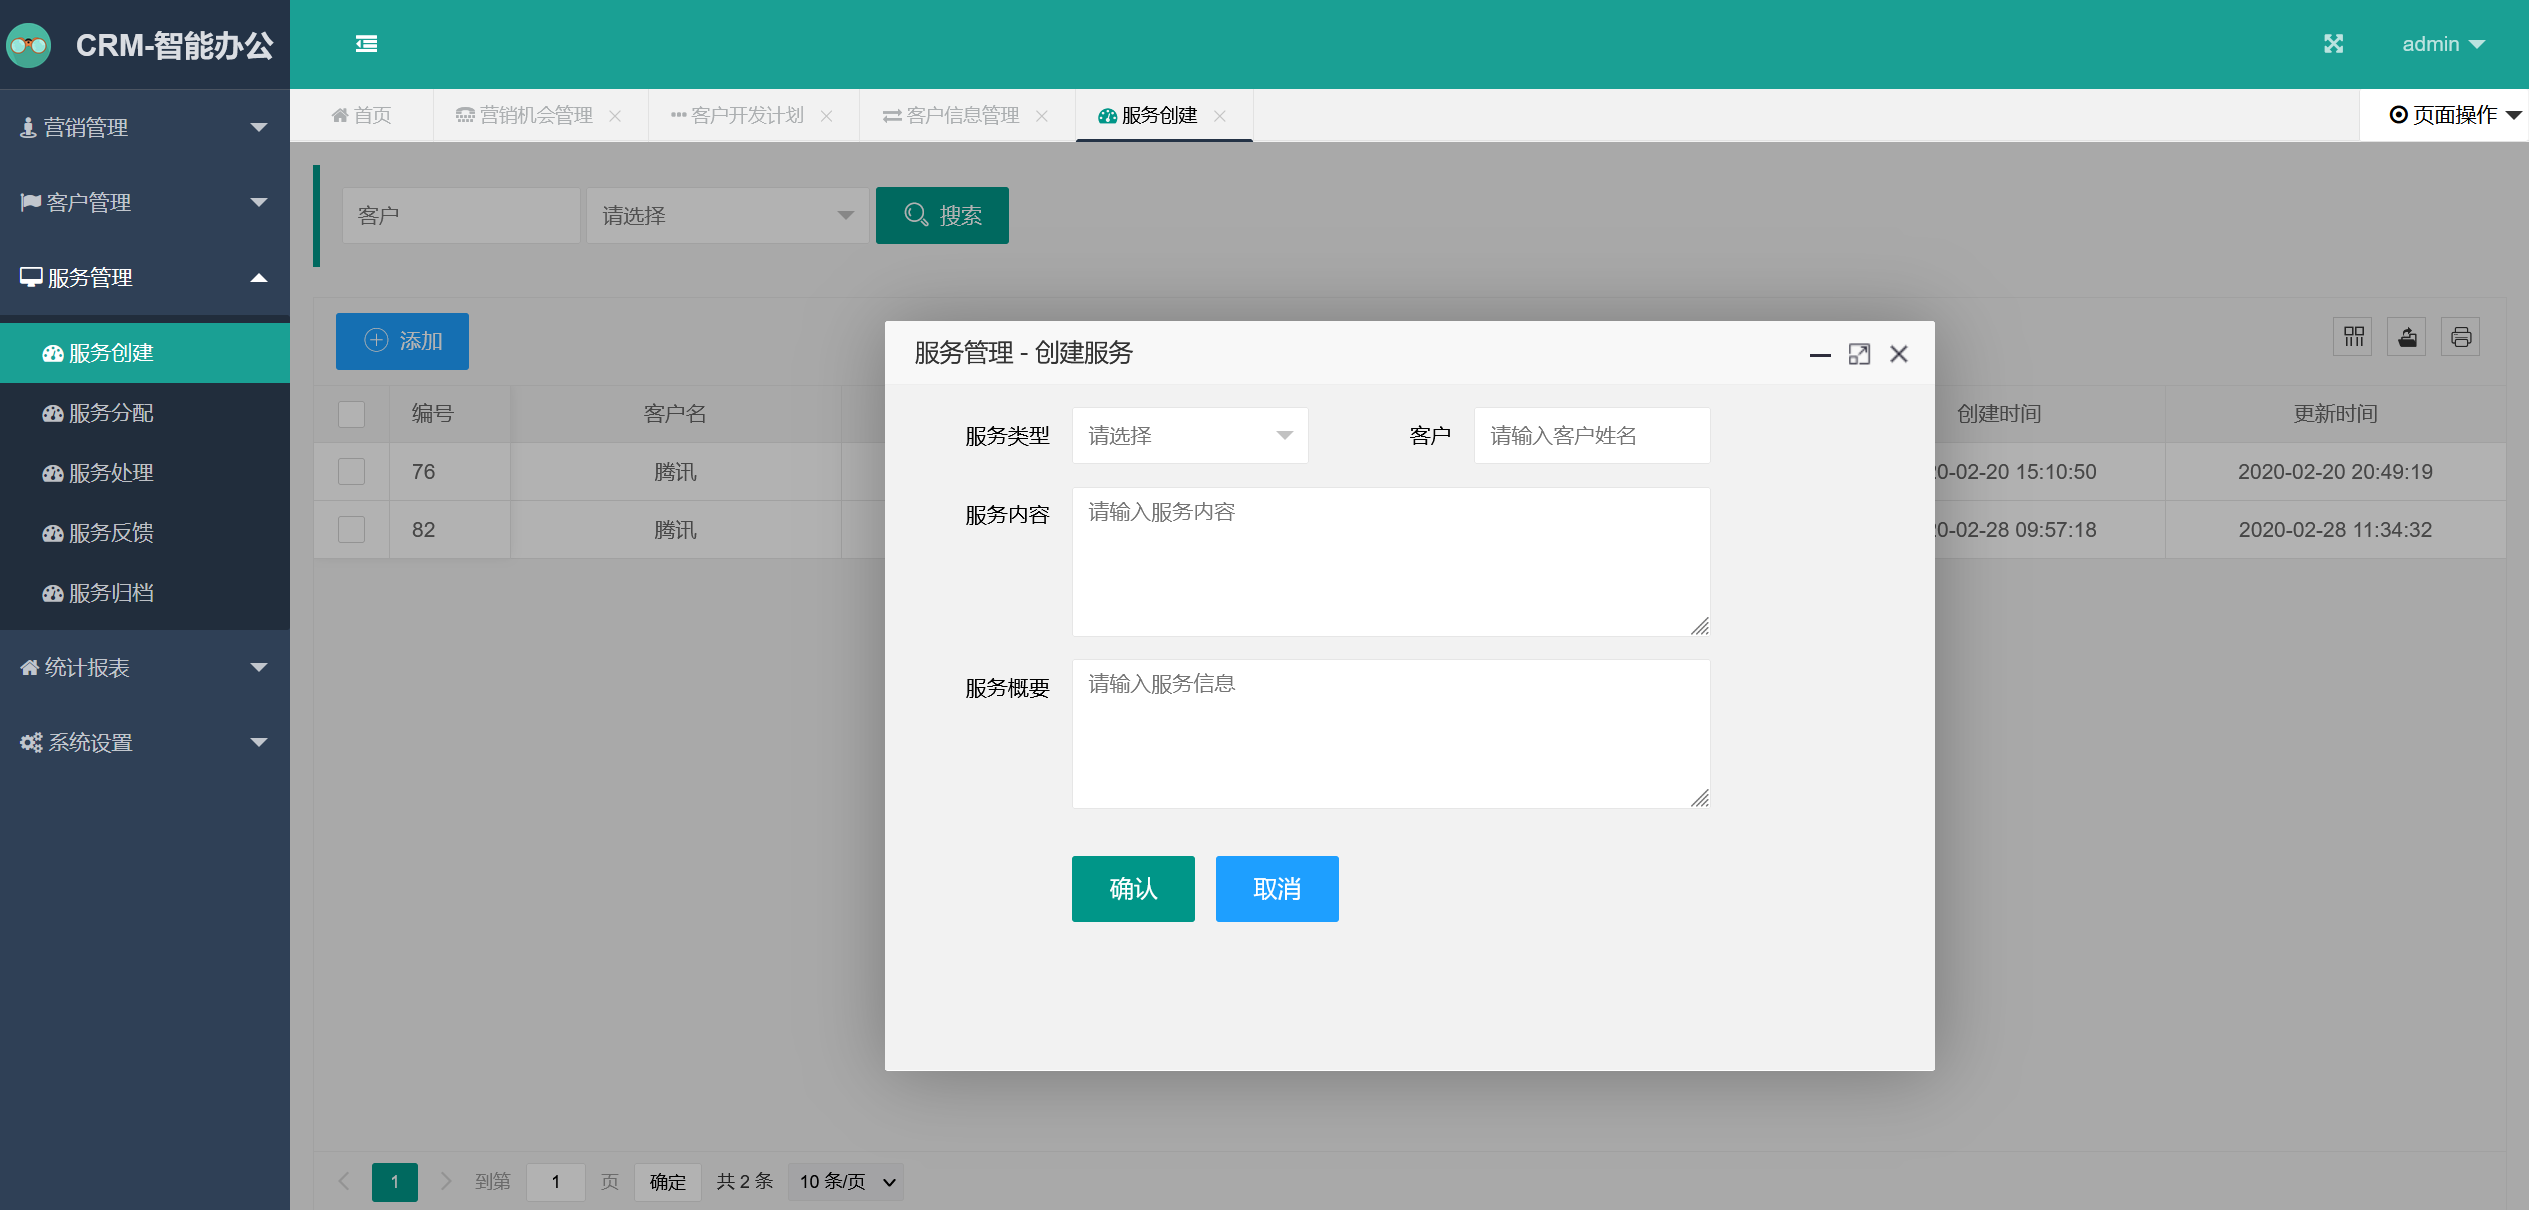 CRM-智能办公
admin
首页
营销机会管理
客户开发计划
客户信息管理
服务创建
页面操作
营销管理
客户管理
服务管理
服务创建
服务分配
服务处理
服务反馈
服务归档
统计报表
系统设置
客户
请选择
搜索
添加
编号
客户名
创建时间
更新时间
76
腾讯
0-02-20 15:10:50
2020-02-20 20:49:19
82
腾讯
0-02-28 09:57:18
2020-02-28 11:34:32
服务管理 - 创建服务
服务类型
请选择
客户
请输入客户姓名
服务内容
请输入服务内容
服务概要
请输入服务信息
确认
取消
1
到第
1
页
确定
共 2 条
10 条/页